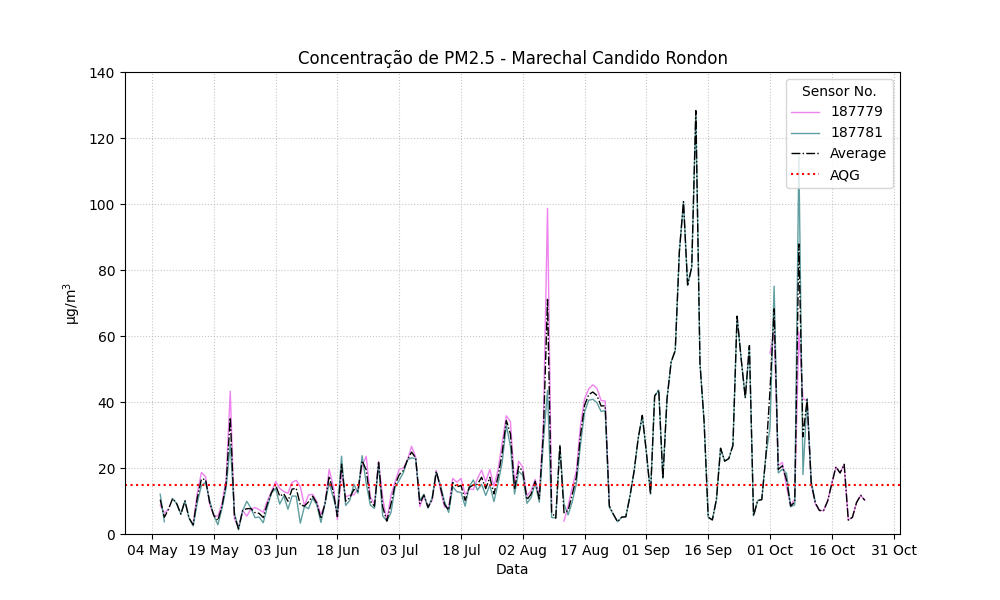 Concentração de PM2.5 - Marechal Candido Rondon
140
120
100
80
60
40
20
0
μg/m³
Sensor No.
187779
187781
Average
AQG
04 May 19 May 03 Jun 18 Jun 03 Jul 18 Jul 02 Aug 17 Aug 01 Sep 16 Sep 01 Oct 16 Oct 31 Oct
Data